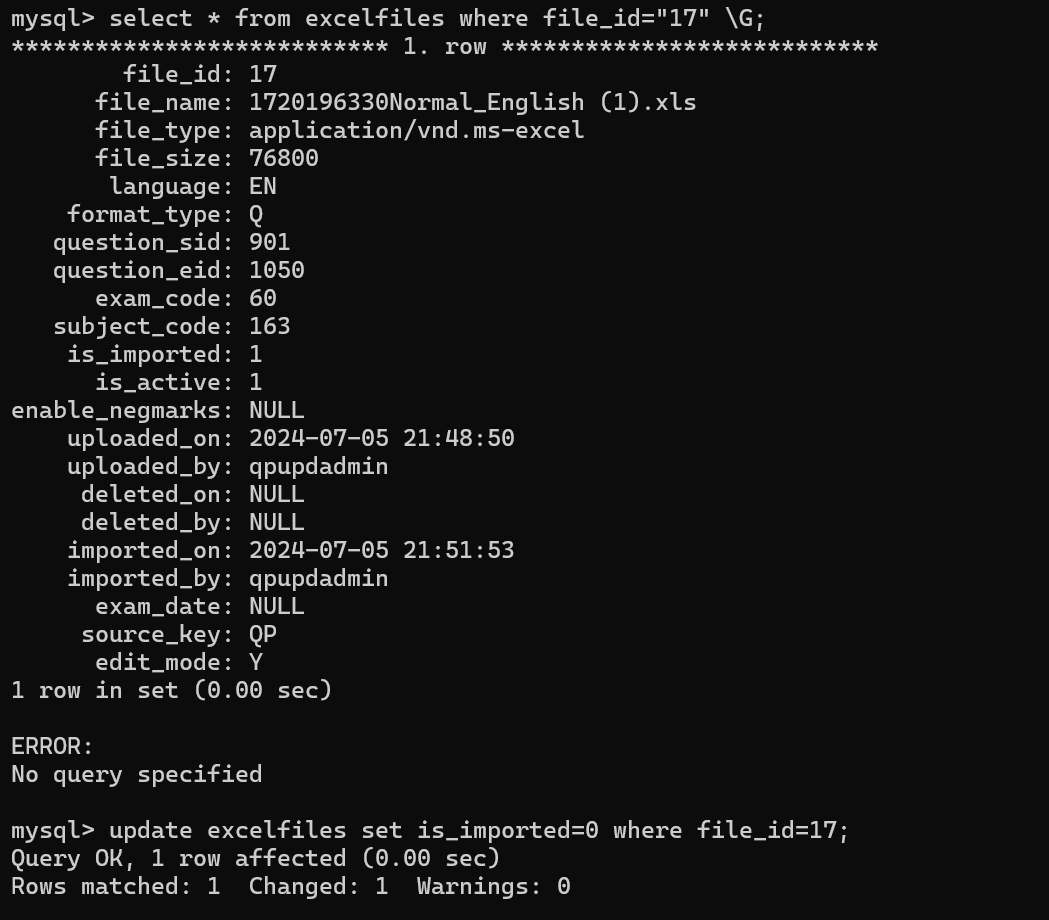 mysql> select * from excelfiles where file_id="17" \G;
*************************** 1. row ***************************
file_id: 17
file_name: 1720196330Normal_English (1).xls
file_type: application/vnd.ms-excel
file_size: 76800
language: EN
format_type: Q
question_sid: 901
question_eid: 1050
exam_code: 60
subject_code: 163
is_imported: 1
is_active: 1
enable_negmarks: NULL
uploaded_on: 2024-07-05 21:48:50
uploaded_by: qpupdadmin
deleted_on: NULL
deleted_by: NULL
imported_on: 2024-07-05 21:51:53
imported_by: qpupdadmin
exam_date: NULL
source_key: QP
edit_mode: Y
1 row in set (0.00 sec)

ERROR:
No query specified

mysql> update excelfiles set is_imported=0 where file_id=17;
Query OK, 1 row affected (0.00 sec)
Rows matched: 1  Changed: 1  Warnings: 0